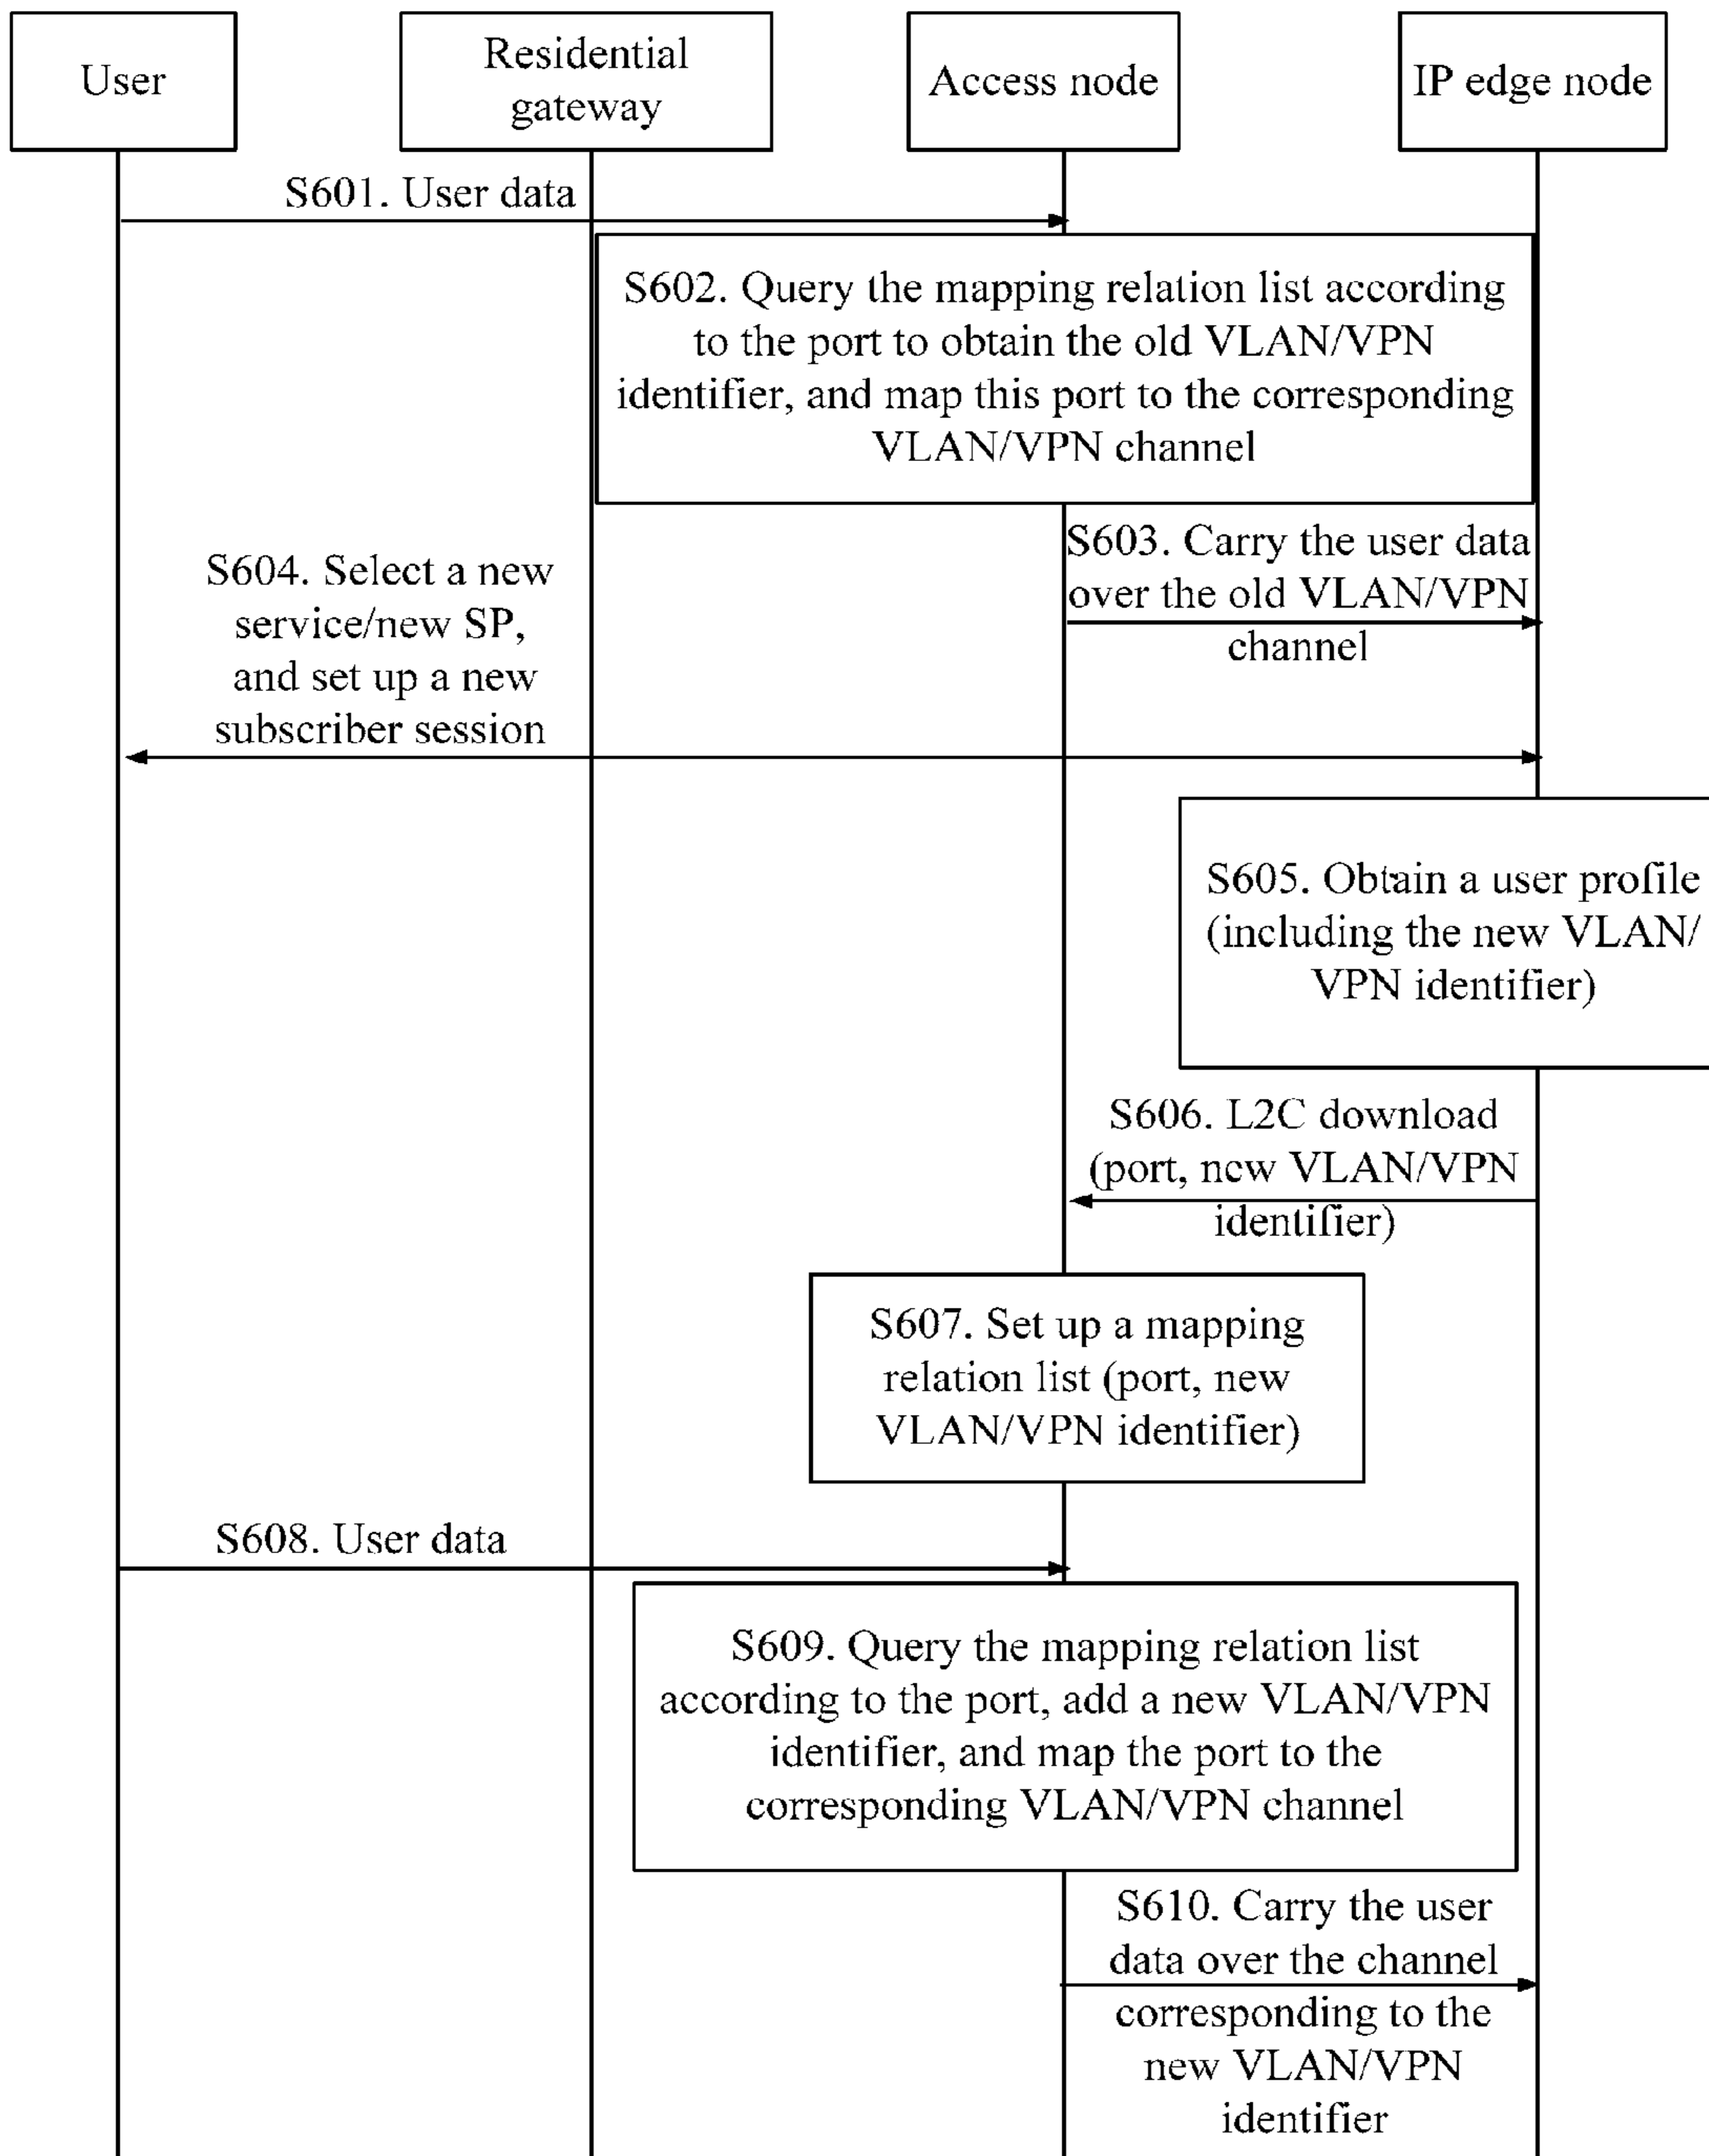 User
Residential
gateway
Access node
IP edge node
S601. User data
S602. Query the mapping relation list according
to the port to obtain the old VLAN/VPN
identifier, and map this port to the corresponding
VLAN/VPN channel
S603. Carry the user data
over the old VLAN/VPN
channel
S604. Select a new
service/new SP,
and set up a new
subscriber session
S605. Obtain a user profile
(including the new VLAN/
VPN identifier)
S606. L2C download
(port, new VLAN/VPN
identifier)
S607. Set up a mapping
relation list (port, new
VLAN/VPN identifier)
S608. User data
S609. Query the mapping relation list
according to the port, add a new VLAN/VPN
identifier, and map the port to the
corresponding VLAN/VPN channel
S610. Carry the user
data over the channel
corresponding to the
new VLAN/VPN
identifier